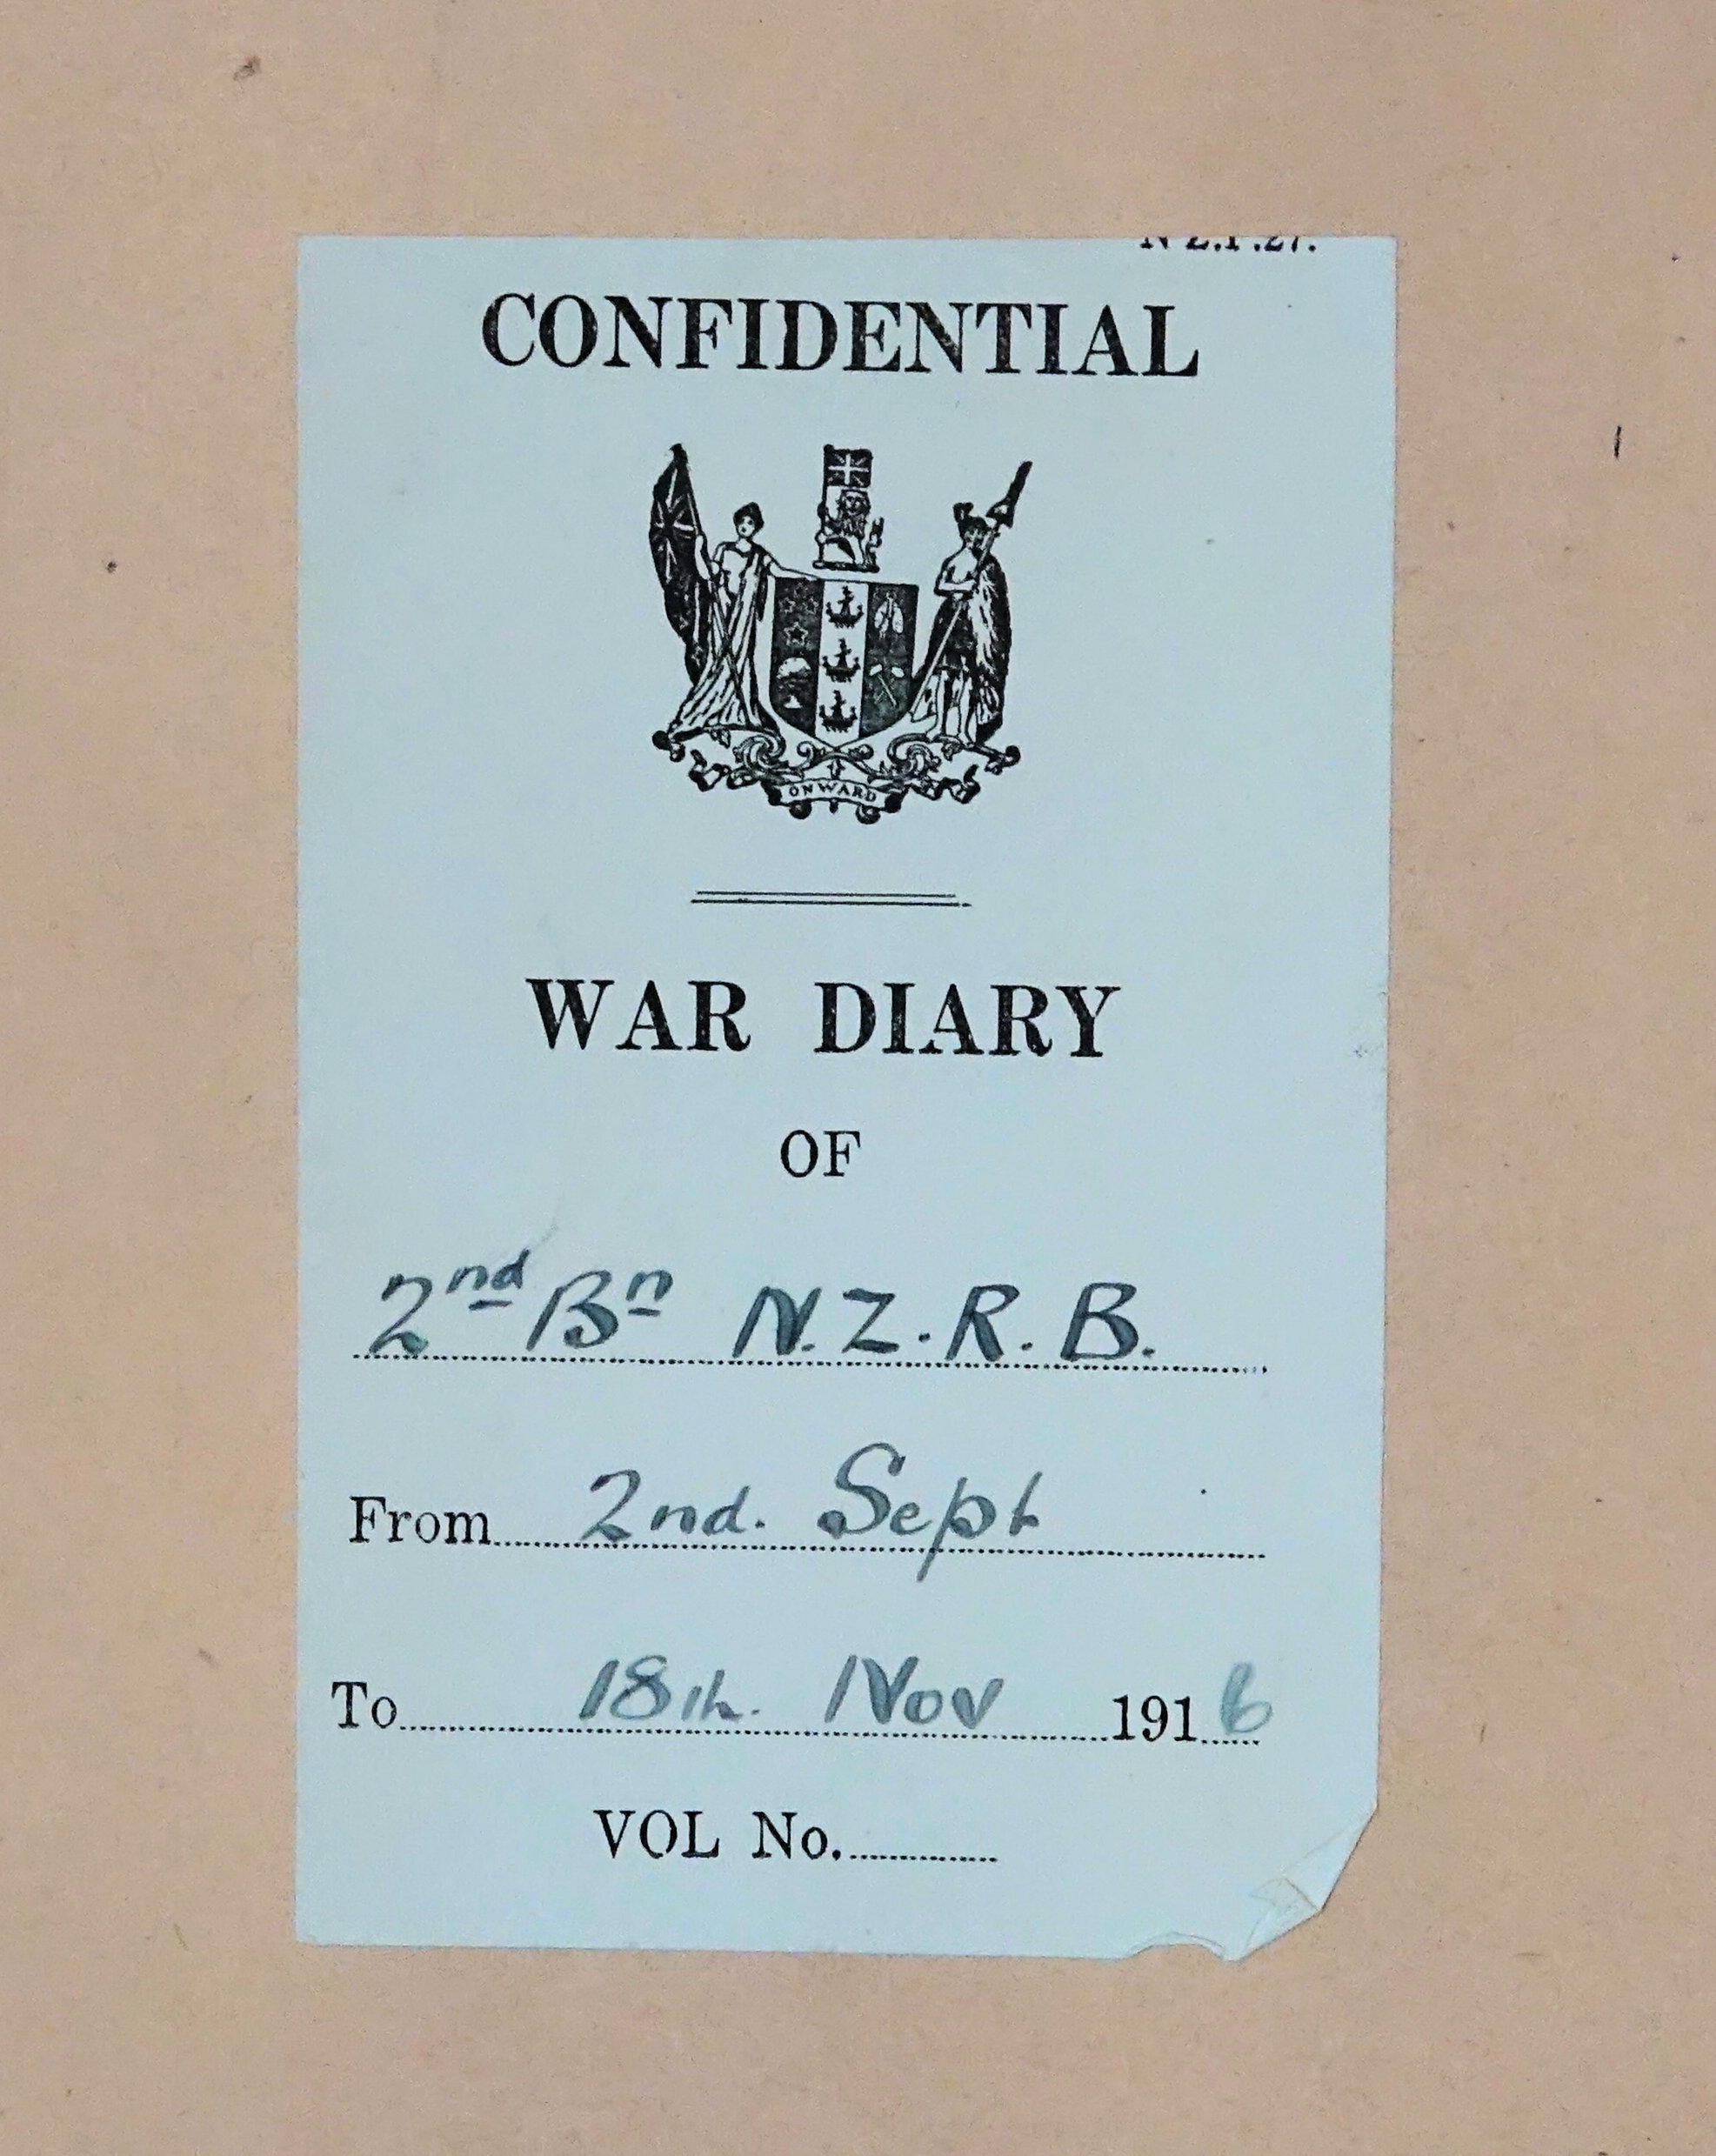 CONFIDENTIAL
ONWARD
WAR DIARY
OF
2nd Bn N.Z.R.B.
From 2nd. Sept
To 18th. Nov 1916
VOL No.